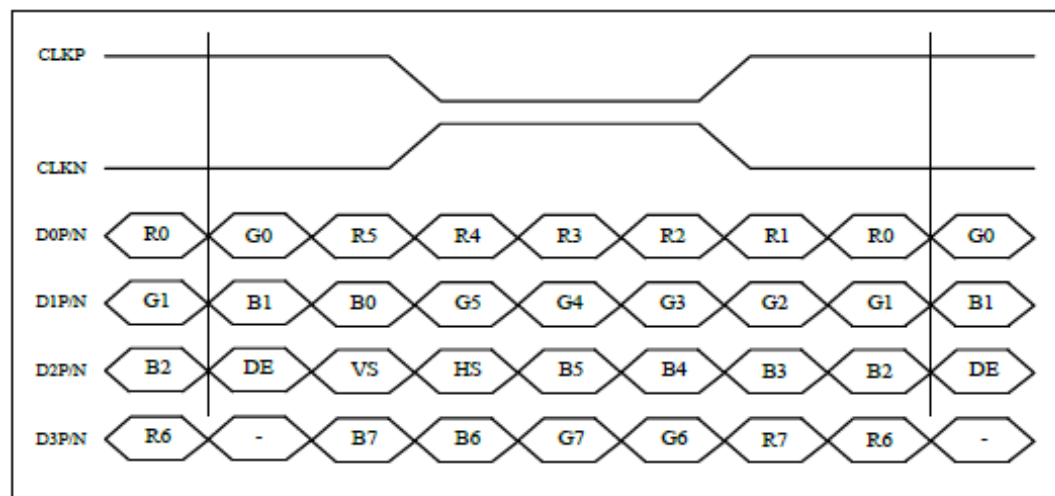 CLKP
CLKN
D0P/N R0 G0 R5 R4 R3 R2 R1 R0 G0
D1P/N G1 B1 B0 G5 G4 G3 G2 G1 B1
D2P/N B2 DE VS HS B5 B4 B3 B2 DE
D3P/N R6 - B7 B6 G7 G6 R7 R6 -